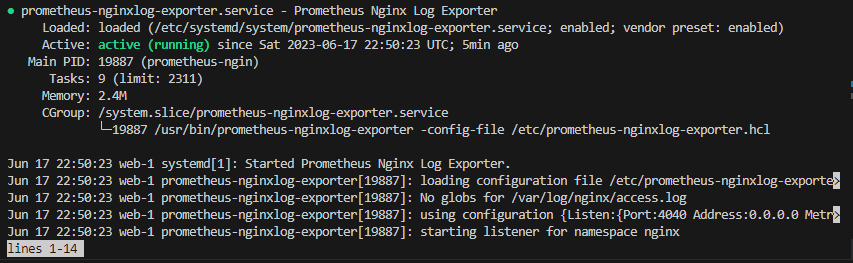 ● prometheus-nginxlog-exporter.service - Prometheus Nginx Log Exporter
Loaded: loaded (/etc/systemd/system/prometheus-nginxlog-exporter.service; enabled; vendor preset: enabled)
Active: active (running) since Sat 2023-06-17 22:50:23 UTC; 5min ago
Main PID: 19887 (prometheus-ngin)
Tasks: 9 (limit: 2311)
Memory: 2.4M
CGroup: /system.slice/prometheus-nginxlog-exporter.service
└─19887 /usr/bin/prometheus-nginxlog-exporter -config-file /etc/prometheus-nginxlog-exporter.hcl
Jun 17 22:50:23 web-1 systemd[1]: Started Prometheus Nginx Log Exporter.
Jun 17 22:50:23 web-1 prometheus-nginxlog-exporter[19887]: loading configuration file /etc/prometheus-nginxlog-exporte>
Jun 17 22:50:23 web-1 prometheus-nginxlog-exporter[19887]: No globs for /var/log/nginx/access.log
Jun 17 22:50:23 web-1 prometheus-nginxlog-exporter[19887]: using configuration {Listen:{Port:4040 Address:0.0.0.0 Metr>
Jun 17 22:50:23 web-1 prometheus-nginxlog-exporter[19887]: starting listener for namespace nginx
lines 1-14